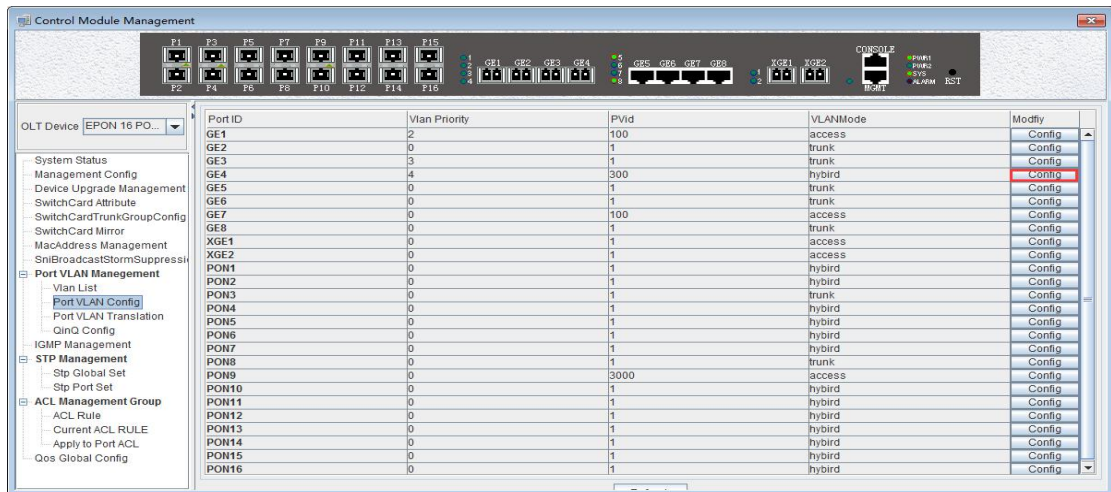 Control Module Management
P1 P3 P5 P7 P9 P11 P13 P15
P2 P4 P6 P8 P10 P12 P14 P16
1
2
3
4
GE1 GE2 GE3 GE4
5
6
7
8
GE5 GE6 GE7 GE8
1
2
XGE1 XGE2
CONSOLE
MGMT
PWR1
PWR2
SYS
ALARM
RST
OLT Device EPON 16 PO...
System Status
Management Config
Device Upgrade Management
SwitchCard Attribute
SwitchCardTrunkGroupConfig
SwitchCard Mirror
MacAddress Management
SniBroadcastStormSuppressi
Port VLAN Manegement
Vlan List
Port VLAN Config
Port VLAN Translation
QinQ Config
IGMP Management
STP Management
Stp Global Set
Stp Port Set
ACL Management Group
ACL Rule
Current ACL RULE
Apply to Port ACL
Qos Global Config
Port ID Vlan Priority PVid VLANMode Modfiy
GE1 2 100 access Config
GE2 0 1 trunk Config
GE3 3 1 trunk Config
GE4 4 300 hybird Config
GE5 0 1 trunk Config
GE6 0 1 trunk Config
GE7 0 100 access Config
GE8 0 1 trunk Config
XGE1 0 1 access Config
XGE2 0 1 access Config
PON1 0 1 hybird Config
PON2 0 1 hybird Config
PON3 0 1 trunk Config
PON4 0 1 hybird Config
PON5 0 1 hybird Config
PON6 0 1 hybird Config
PON7 0 1 hybird Config
PON8 0 1 trunk Config
PON9 0 3000 access Config
PON10 0 1 hybird Config
PON11 0 1 hybird Config
PON12 0 1 hybird Config
PON13 0 1 hybird Config
PON14 0 1 hybird Config
PON15 0 1 hybird Config
PON16 0 1 hybird Config